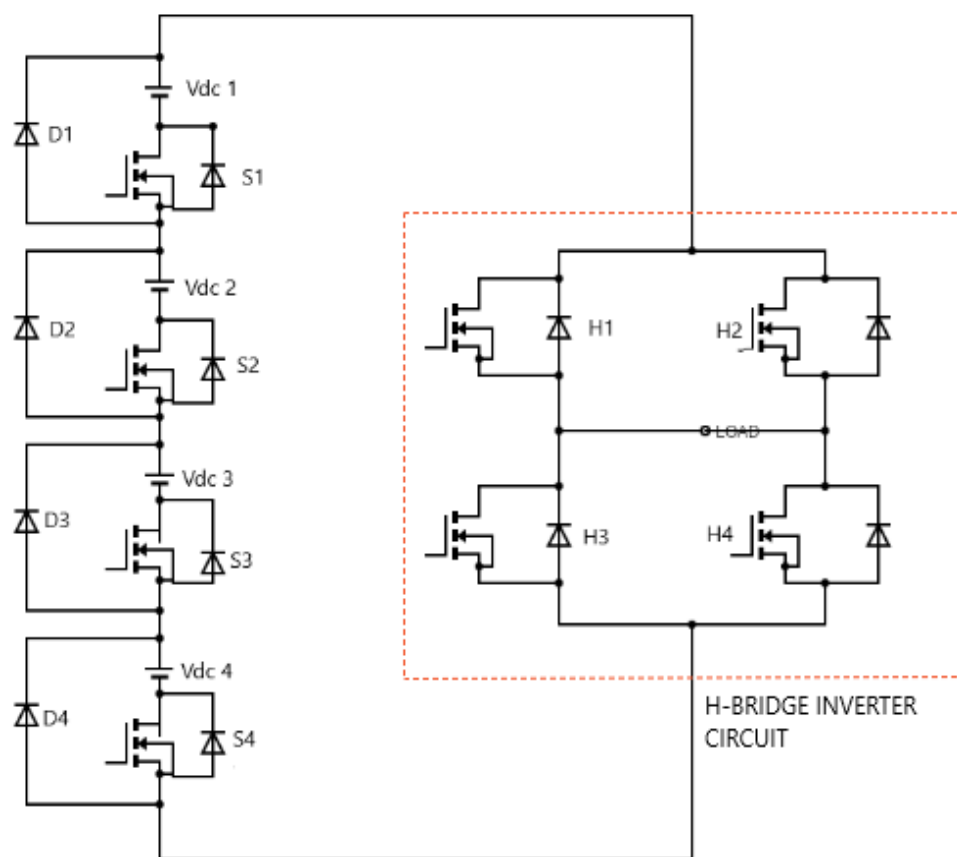 Vdc 1
D1
S1
Vdc 2
D2
S2
H1
H2
LOAD
Vdc 3
D3
S3
H3
H4
Vdc 4
D4
S4
H-BRIDGE INVERTER
CIRCUIT